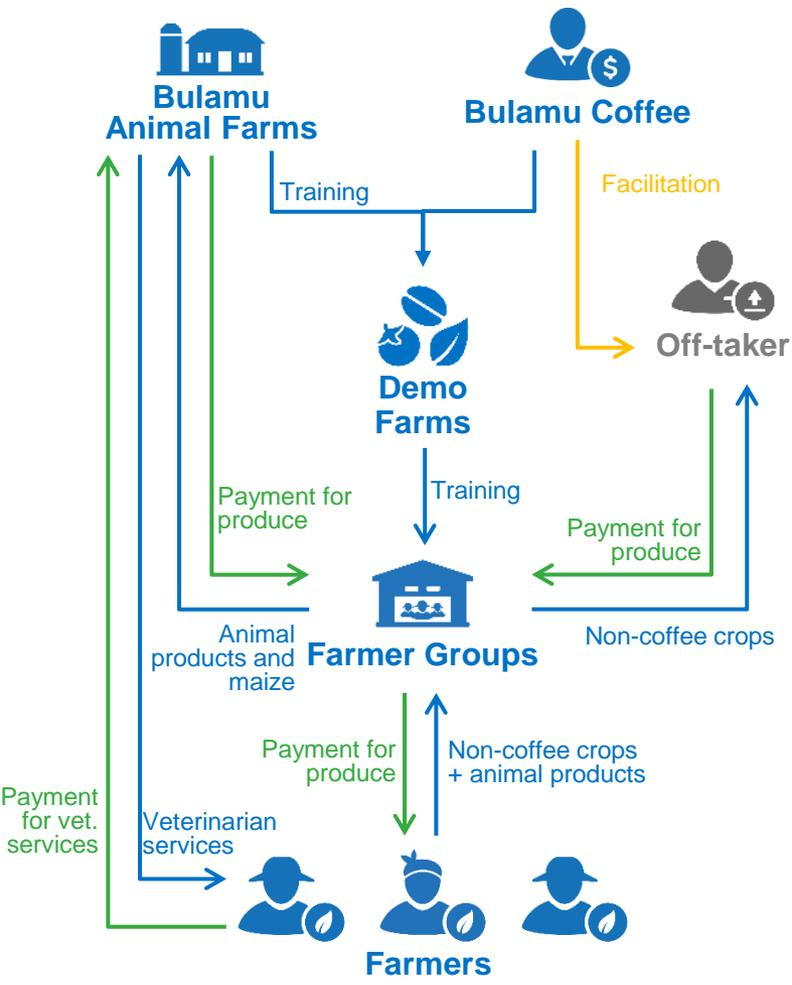 Bulamu
Animal Farms
Bulamu Coffee
Training
Facilitation
$
Off-taker
Demo
Farms
Training
Payment for
produce
Payment for
produce
Animal
products and
maize
Farmer Groups
Non-coffee crops
Payment for
produce
Non-coffee crops
+ animal products
Payment
for vet.
services
Veterinarian
services
Farmers